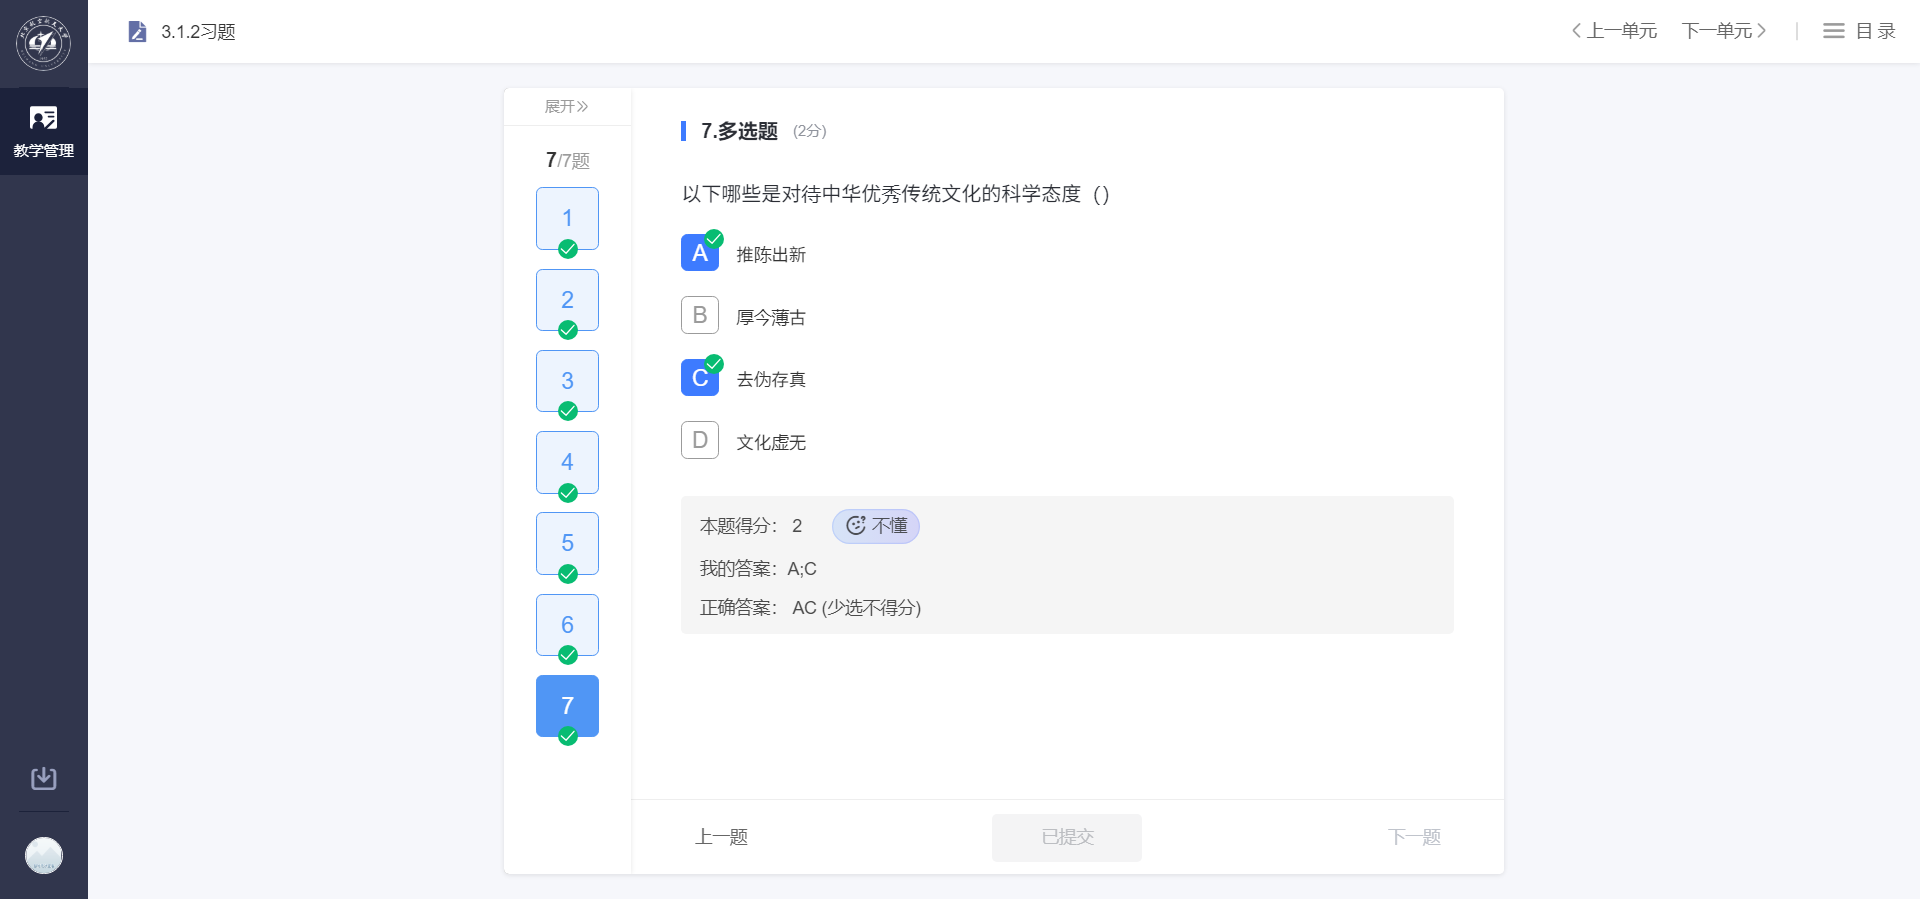 3.1.2习题
上一单元 下一单元 目 录
教学管理
展开
7/7题
1
2
3
4
5
6
7
7.多选题 (2分)
以下哪些是对待中华优秀传统文化的科学态度（）
A 推陈出新
B 厚今薄古
C 去伪存真
D 文化虚无
本题得分： 2 不懂
我的答案：A;C
正确答案： AC (少选不得分)
上一题 已提交 下一题